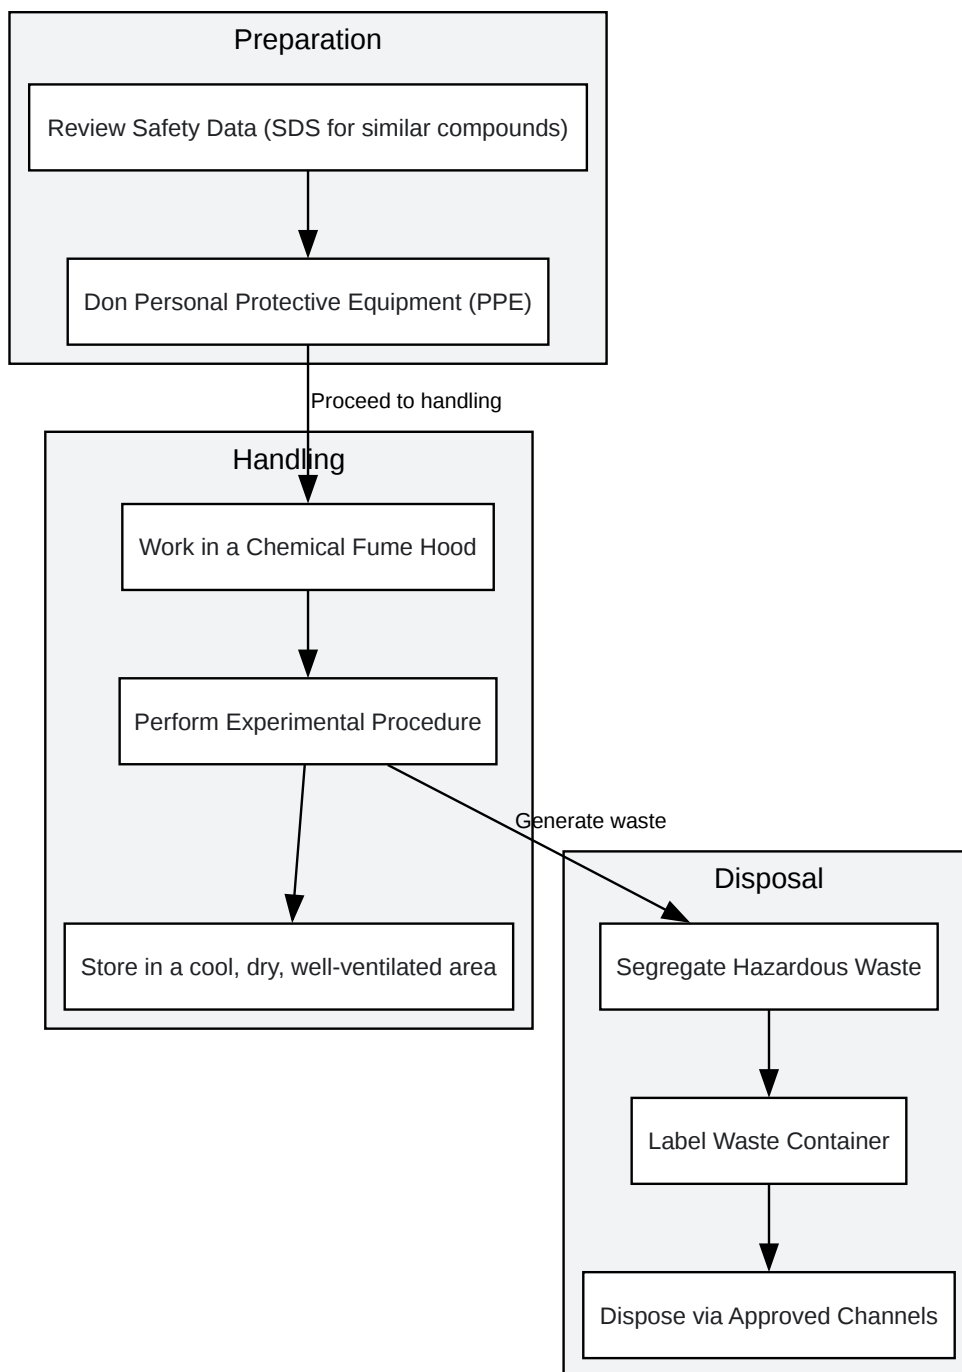 Preparation
Review Safety Data (SDS for similar compounds)
Don Personal Protective Equipment (PPE)
Proceed to handling
Handling
Work in a Chemical Fume Hood
Perform Experimental Procedure
Generate waste
Disposal
Store in a cool, dry, well-ventilated area
Segregate Hazardous Waste
Label Waste Container
Dispose via Approved Channels